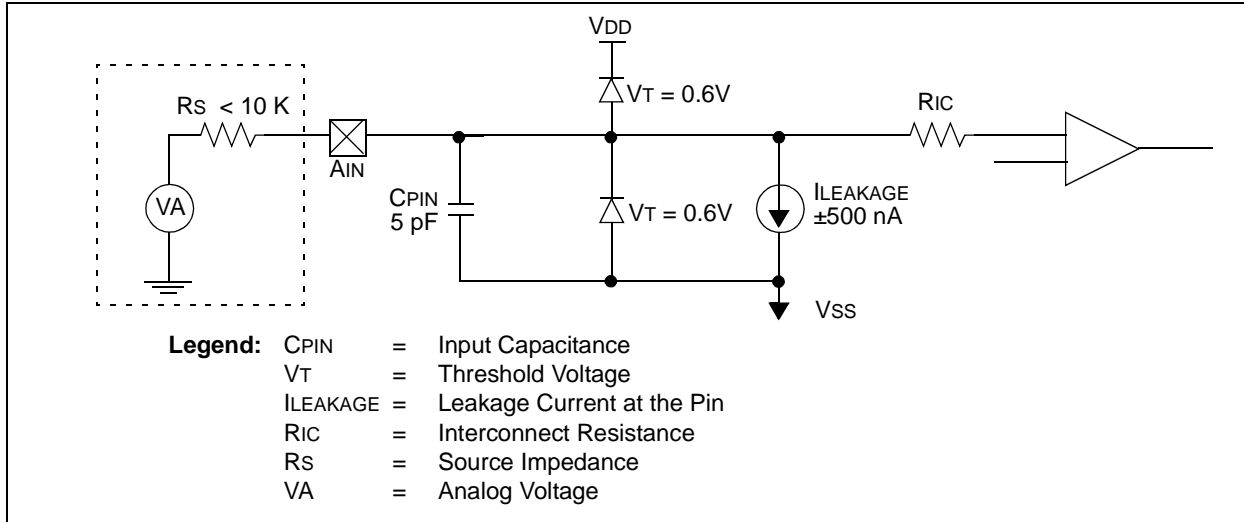 VDD
VT = 0.6V
RS < 10 K
RIC
AIN
VA
CPIN
5 pF
VT = 0.6V
ILEAKAGE
±500 nA
VSS
Legend: CPIN = Input Capacitance
VT = Threshold Voltage
ILEAKAGE = Leakage Current at the Pin
RIC = Interconnect Resistance
RS = Source Impedance
VA = Analog Voltage